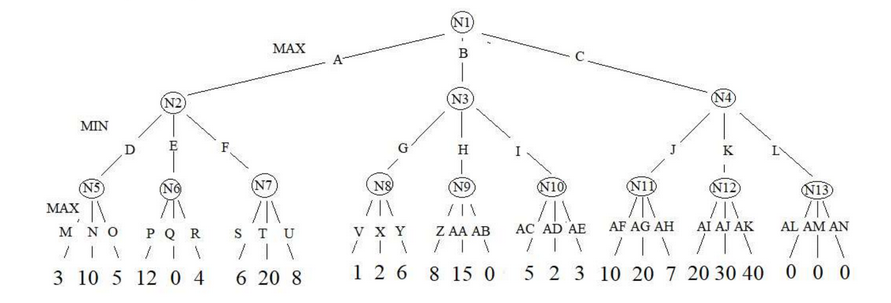 N1
MAX
A
B
C
N2
N3
N4
MIN
D
E
F
G
H
I
J
K
L
N5
N6
N7
N8
N9
N10
N11
N12
N13
MAX
M N O
P Q R
S T U
V X Y
Z AA AB
AC AD AE
AF AG AH
AI AJ AK
AL AM AN
3 10 5
12 0 4
6 20 8
1 2 6
8 15 0
5 2 3
10 20 7
20 30 40
0 0 0